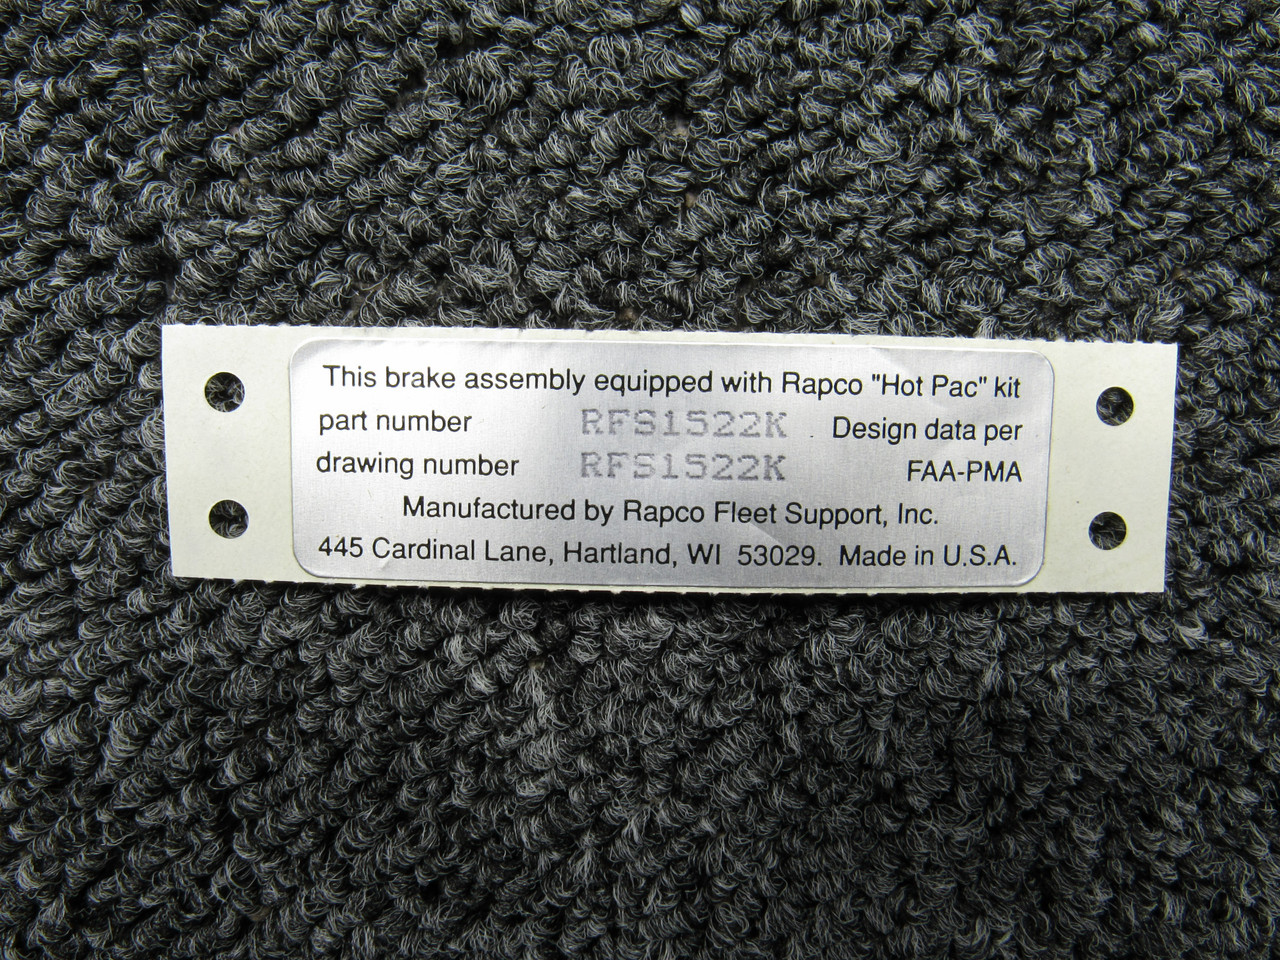 This brake assembly equipped with Rapco "Hot Pac" kit
part number RFS1522K Design data per
drawing number RFS1522K FAA-PMA
Manufactured by Rapco Fleet Support, Inc.
445 Cardinal Lane, Hartland, WI 53029. Made in U.S.A.